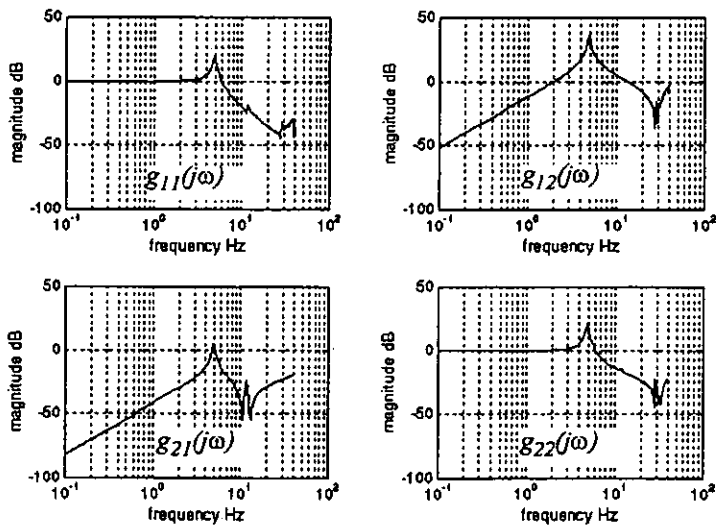 50
0
-50
-100
magnitude dB
g11(jω)
10^-1
10^0
10^1
10^2
frequency Hz
50
0
-50
-100
magnitude dB
g12(jω)
10^-1
10^0
10^1
10^2
frequency Hz
50
0
-50
-100
magnitude dB
g21(jω)
10^-1
10^0
10^1
10^2
frequency Hz
50
0
-50
-100
magnitude dB
g22(jω)
10^-1
10^0
10^1
10^2
frequency Hz